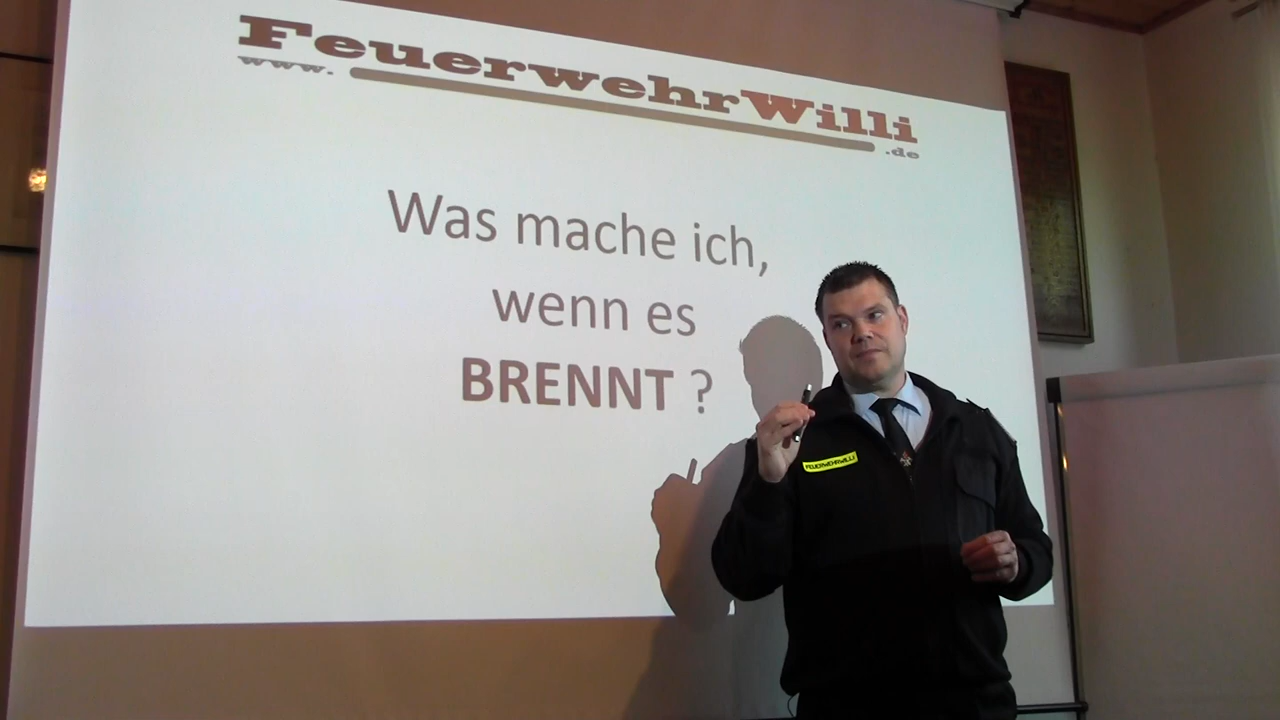 FeuerwehrWilli
www.
.de
Was mache ich,
wenn es
BRENNT ?
FEUERWEHRWILLI